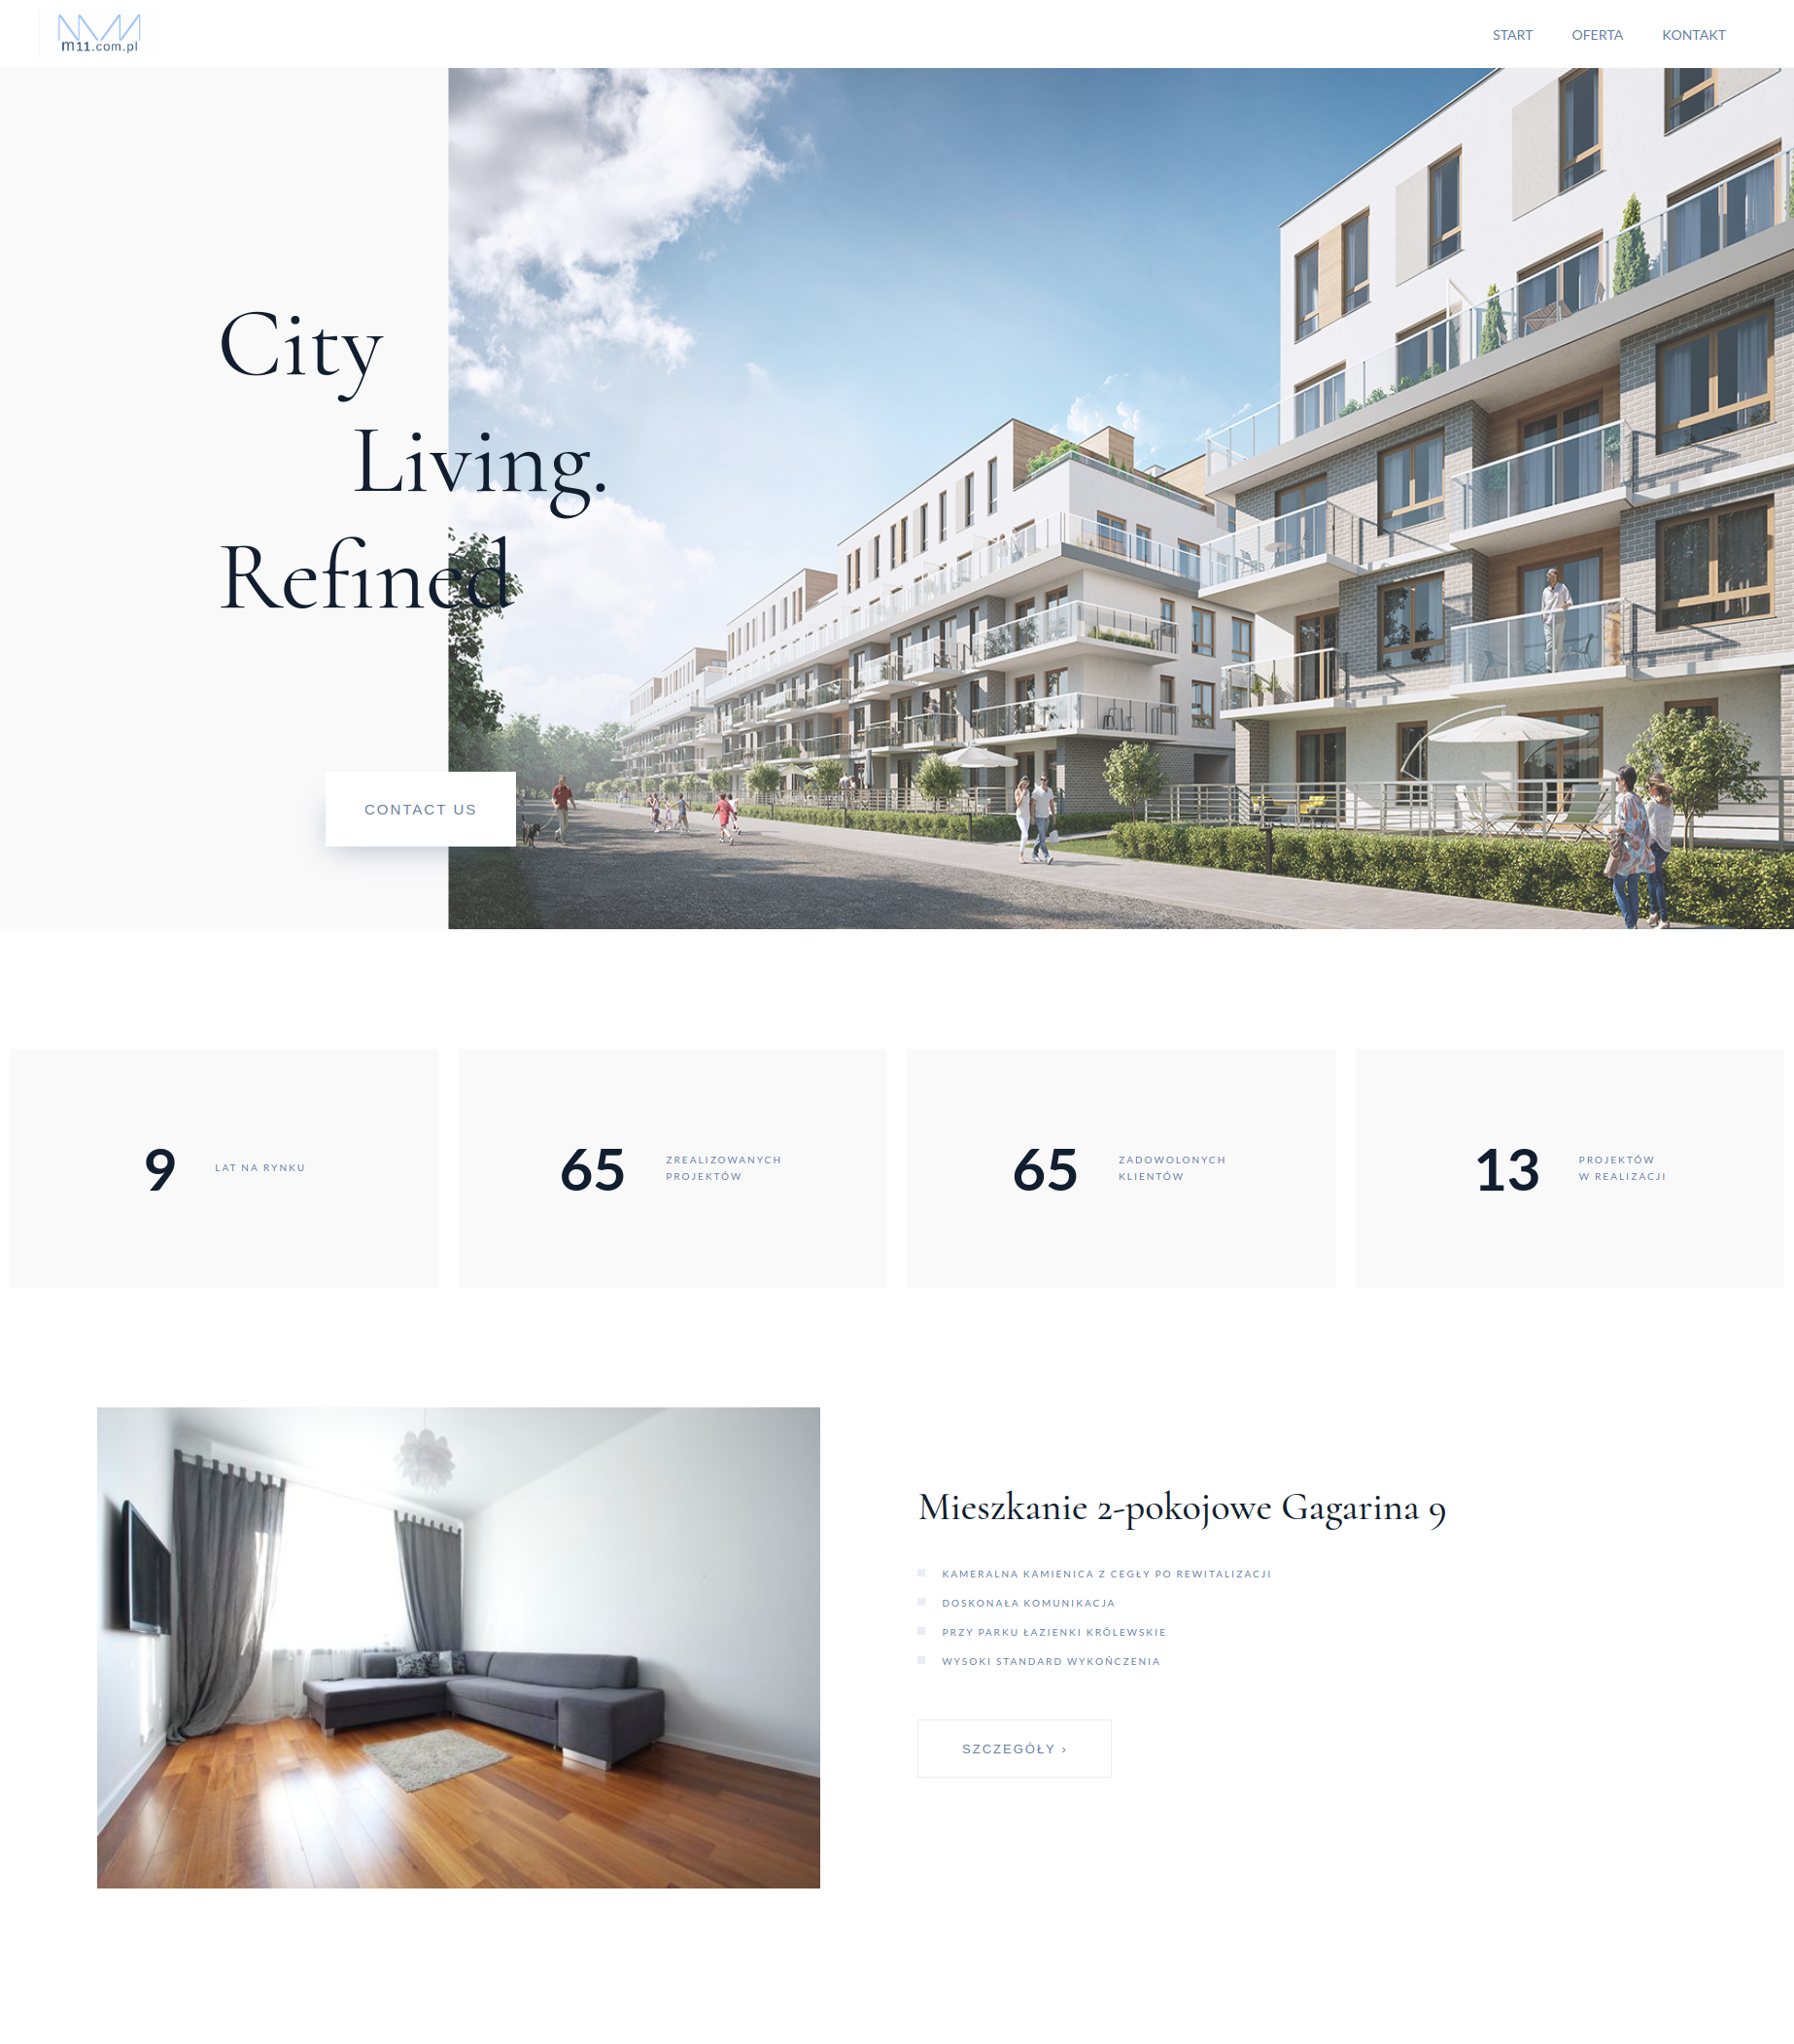 m11.com.pl
START OFERTA KONTAKT
City
Living.
Refined
CONTACT US
9 LAT NA RYNKU
65 ZREALIZOWANYCH
PROJEKTÓW
65 ZADOWOLONYCH
KLIENTÓW
13 PROJEKTÓW
W REALIZACJI
Mieszkanie 2-pokojowe Gagarina 9
KAMERALNA KAMIENICA Z CEGŁY PO REWITALIZACJI
DOSKONAŁA KOMUNIKACJA
PRZY PARKU ŁAZIENKI KRÓLEWSKIE
WYSOKI STANDARD WYKOŃCZENIA
SZCZEGÓŁY ›